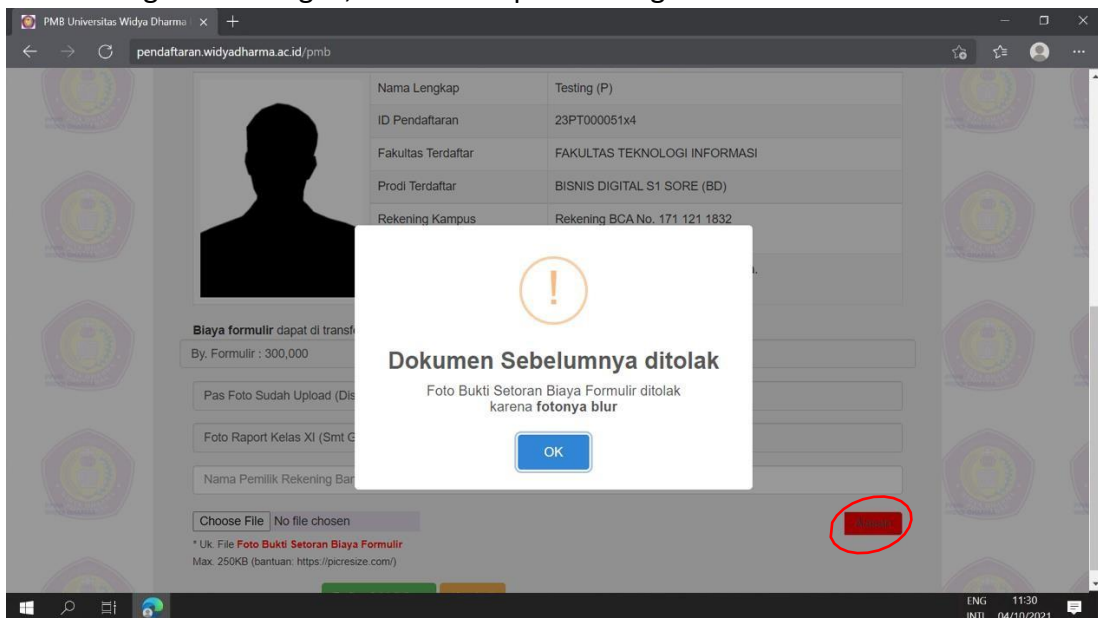 PMB Universitas Widya Dharma
pendaftaran.widyadharma.ac.id/pmb
Nama Lengkap Testing (P)
ID Pendaftaran 23PT000051x4
Fakultas Terdaftar FAKULTAS TEKNOLOGI INFORMASI
Prodi Terdaftar BISNIS DIGITAL S1 SORE (BD)
Rekening Kampus Rekening BCA No. 171 121 1832
Biaya formulir dapat di transf
By. Formulir : 300,000
Pas Foto Sudah Upload (Dis
Foto Raport Kelas XI (Smt G
Nama Pemilik Rekening Ban
Dokumen Sebelumnya ditolak
Foto Bukti Setoran Biaya Formulir ditolak
karena fotonya blur
OK
Choose File No file chosen
* Uk. File Foto Bukti Setoran Biaya Formulir
Max. 250KB (bantuan: https://picresize.com/)
ENG 11:30
INTL 04/10/2021